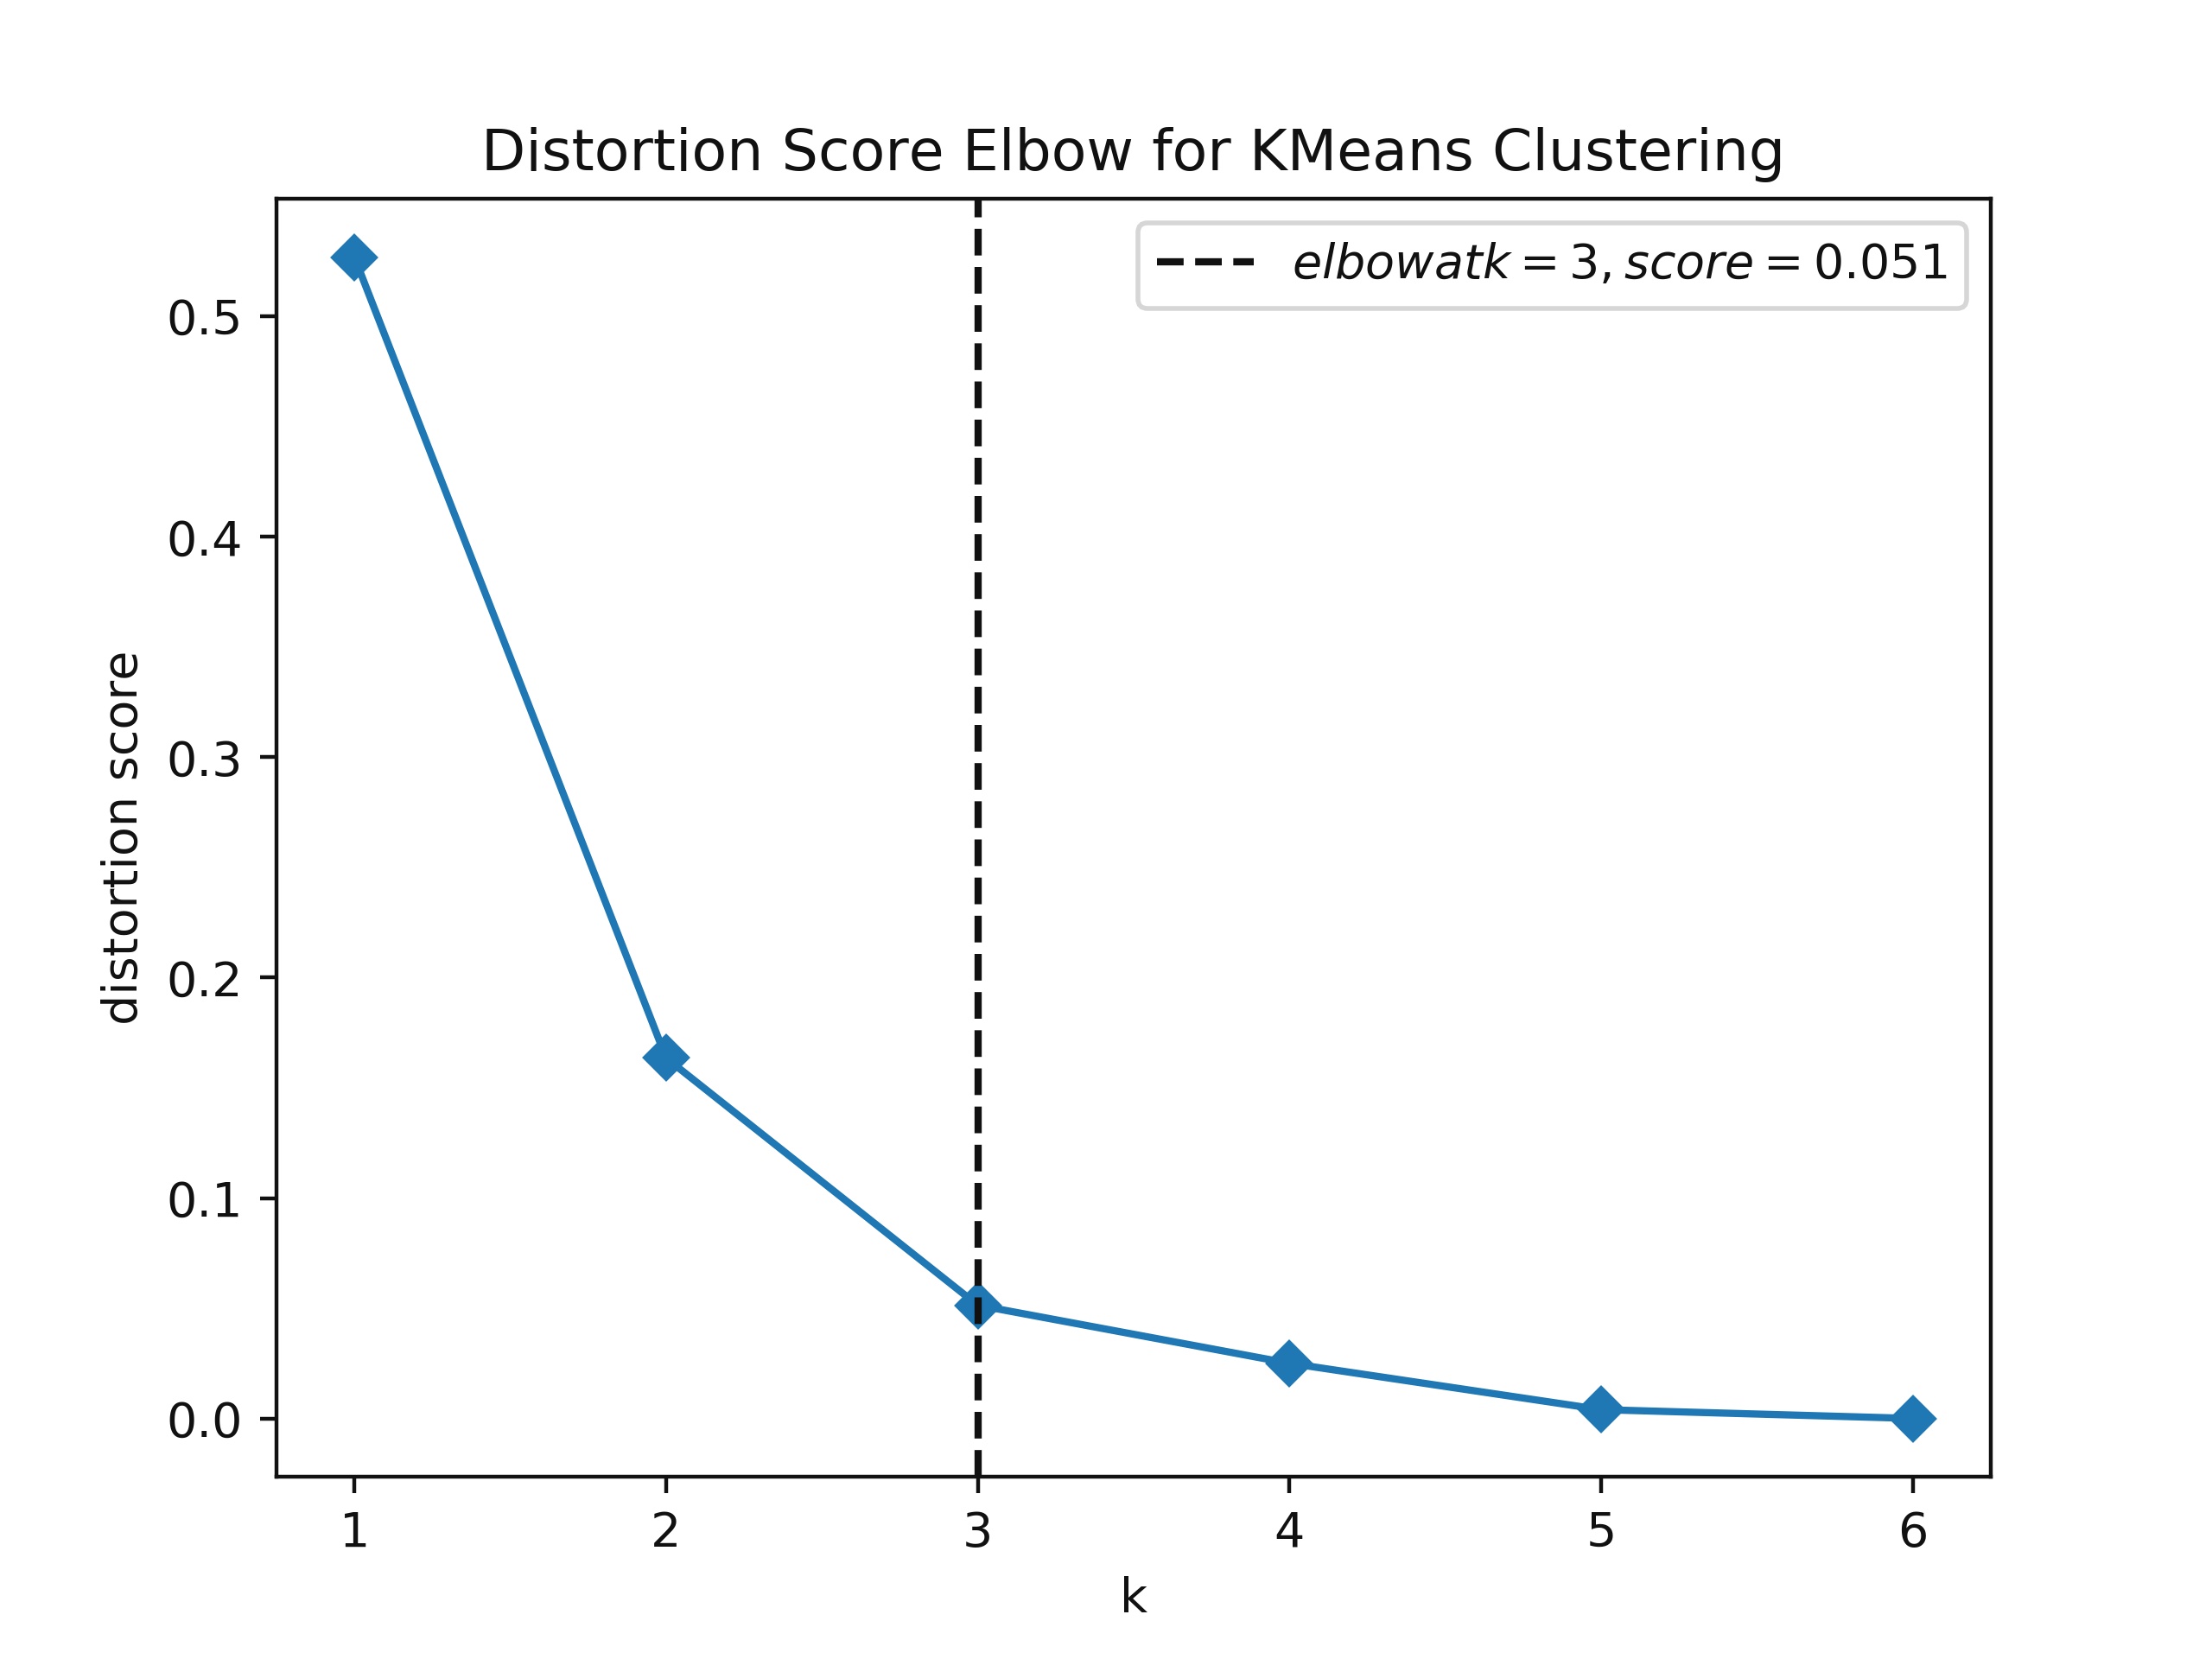 Distortion Score Elbow for KMeans Clustering
elbowatk = 3, score = 0.051
distortion score
0.5
0.4
0.3
0.2
0.1
0.0
1 2 3 4 5 6
k